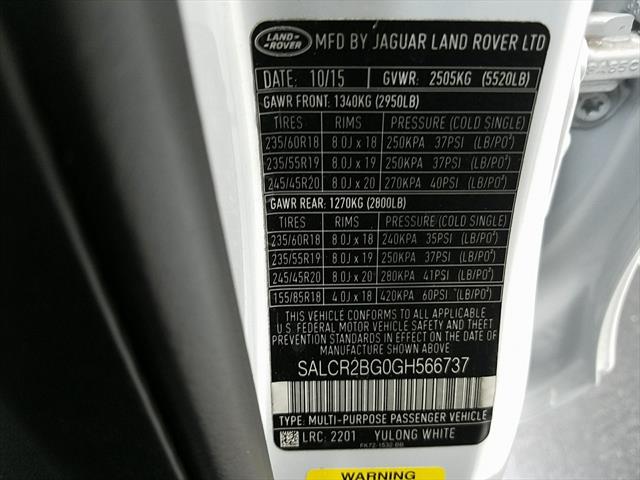 LAND-ROVER MFD BY JAGUAR LAND ROVER LTD
DATE: 10/15 GVWR: 2505KG (5520LB)
GAWR FRONT: 1340KG (2950LB)
TIRES RIMS PRESSURE (COLD SINGLE)
235/60R18 8.0J x 18 250KPA 37PSI (LB/PO²)
235/55R19 8.0J x 19 250KPA 37PSI (LB/PO²)
245/45R20 8.0J x 20 270KPA 40PSI (LB/PO²)
GAWR REAR: 1270KG (2800LB)
TIRES RIMS PRESSURE (COLD SINGLE)
235/60R18 8.0J x 18 240KPA 35PSI (LB/PO²)
235/55R19 8.0J x 19 250KPA 37PSI (LB/PO²)
245/45R20 8.0J x 20 280KPA 41PSI (LB/PO²)
155/85R18 4.0J x 18 420KPA 60PSI (LB/PO²)
THIS VEHICLE CONFORMS TO ALL APPLICABLE
U.S. FEDERAL MOTOR VEHICLE SAFETY AND THEFT
PREVENTION STANDARDS IN EFFECT ON THE DATE OF
MANUFACTURE SHOWN ABOVE
SALCR2BG0GH566737
TYPE: MULTI-PURPOSE PASSENGER VEHICLE
LRC: 2201 YULONG WHITE
FK72-1532-BB
WARNING